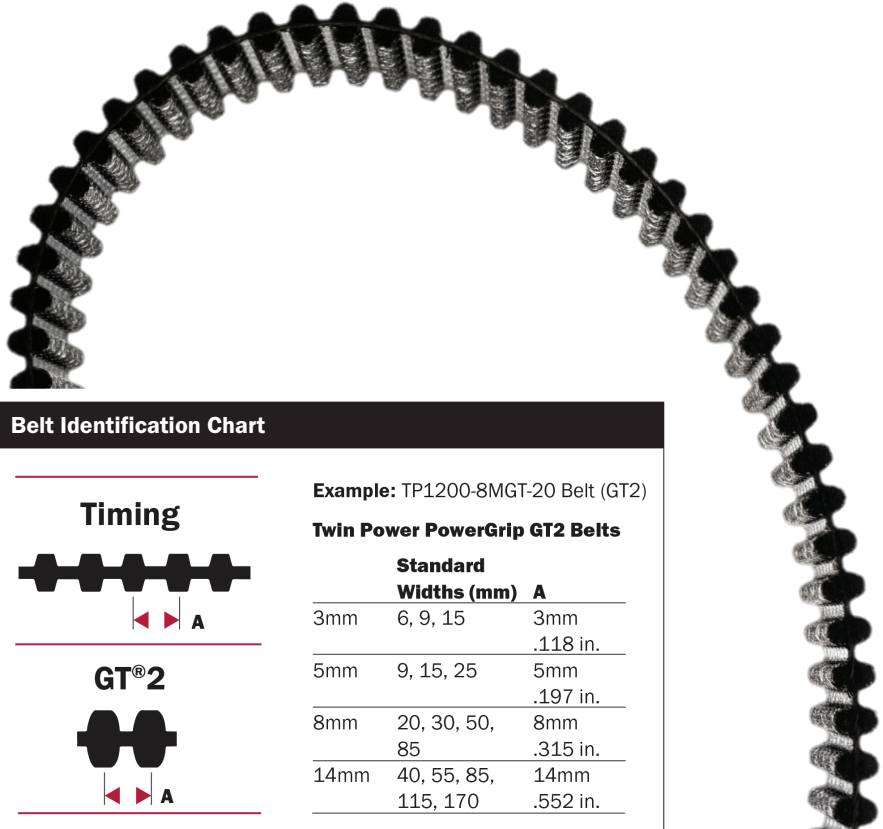 Belt Identification Chart
Timing
A
GT®2
A
Example: TP1200-8MGT-20 Belt (GT2)
Twin Power PowerGrip GT2 Belts
Standard
Widths (mm) A
3mm 6, 9, 15 3mm
.118 in.
5mm 9, 15, 25 5mm
.197 in.
8mm 20, 30, 50, 8mm
85 .315 in.
14mm 40, 55, 85, 14mm
115, 170 .552 in.